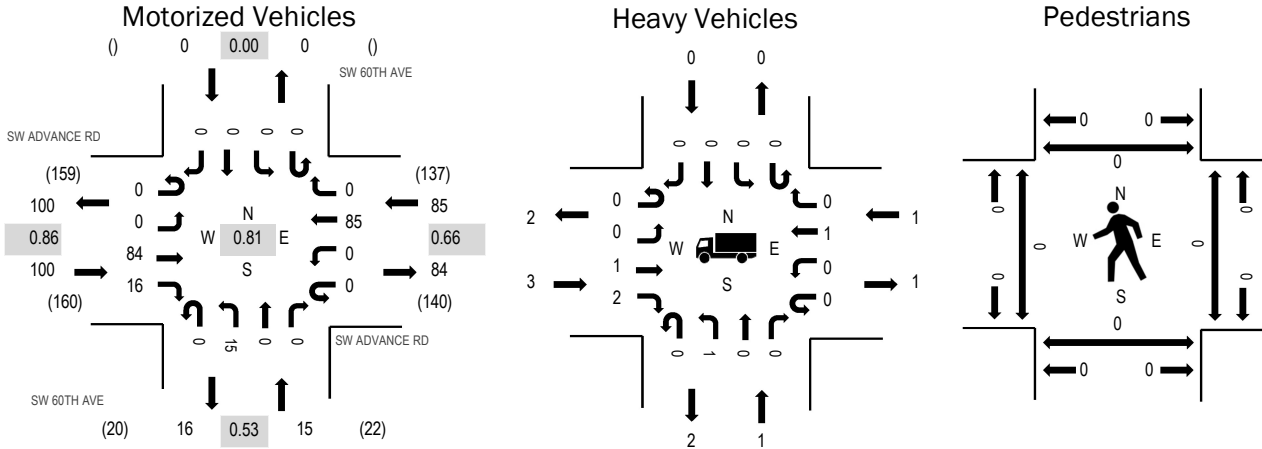 Motorized Vehicles
() 0 0.00 0 ()
SW 60TH AVE
SW ADVANCE RD
0 0 0 0
(159) 0 0 (137)
100 0 N 85 85
0.86 W 0.81 E 0.66
100 84 S 0 84
(160) 16 0 (140)
0 15 0 0
SW ADVANCE RD
SW 60TH AVE
(20) 16 0.53 15 (22)
Heavy Vehicles
0 0
0 0 0 0
0 0
2 0 N 1 1
W E
3 1 S 0 1
2 0
0 1 0 0
2 1
Pedestrians
0 0
0
0 N 0
W E
0 0
0 S 0
0
0 0